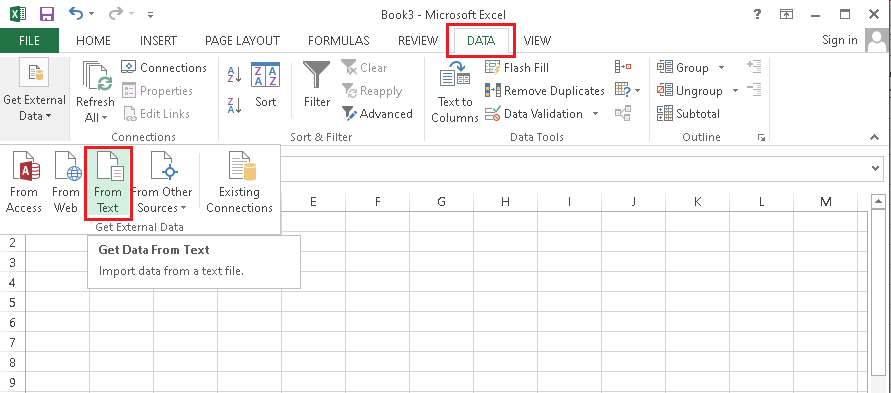 Book3 - Microsoft Excel
FILE HOME INSERT PAGE LAYOUT FORMULAS REVIEW DATA VIEW Sign in
Get External Data
Refresh All
Connections
Properties
Edit Links
Connections
A Z
Z A
Z A A Z
Sort
Filter
Clear
Reapply
Advanced
Sort & Filter
Text to Columns
Flash Fill
Remove Duplicates
Data Validation
Data Tools
Group
Ungroup
Subtotal
Outline
From Access
From Web
From Text
From Other Sources
Existing Connections
Get External Data
E F G H I J K L M
Get Data From Text
Import data from a text file.
2
3
4
5
6
7
8
9